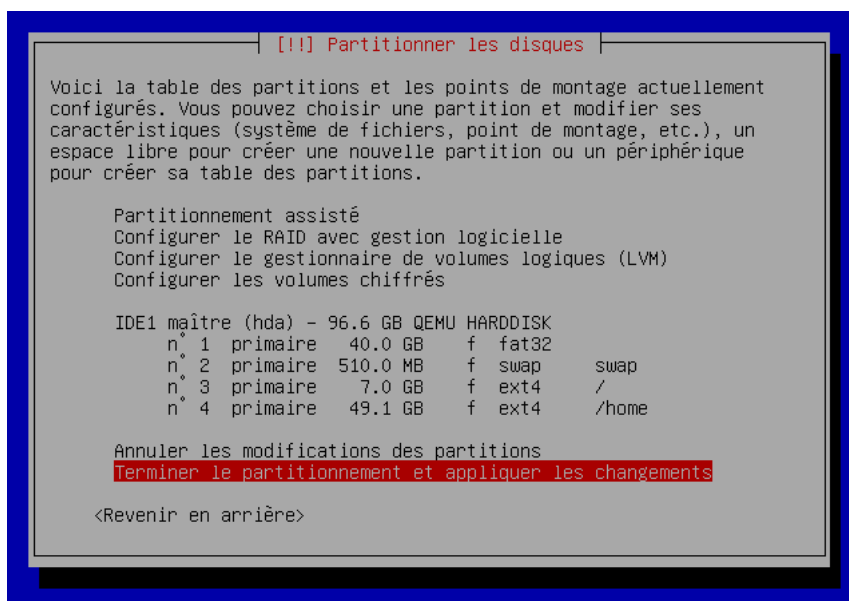 [!!] Partitionner les disques
Voici la table des partitions et les points de montage actuellement
configurés. Vous pouvez choisir une partition et modifier ses
caractéristiques (système de fichiers, point de montage, etc.), un
espace libre pour créer une nouvelle partition ou un périphérique
pour créer sa table des partitions.
Partitionnement assisté
Configurer le RAID avec gestion logicielle
Configurer le gestionnaire de volumes logiques (LVM)
Configurer les volumes chiffrés
IDE1 maître (hda) - 96.6 GB QEMU HARDDISK
n° 1 primaire 40.0 GB f fat32
n° 2 primaire 510.0 MB f swap swap
n° 3 primaire 7.0 GB f ext4 /
n° 4 primaire 49.1 GB f ext4 /home
Annuler les modifications des partitions
Terminer le partitionnement et appliquer les changements
<Revenir en arrière>